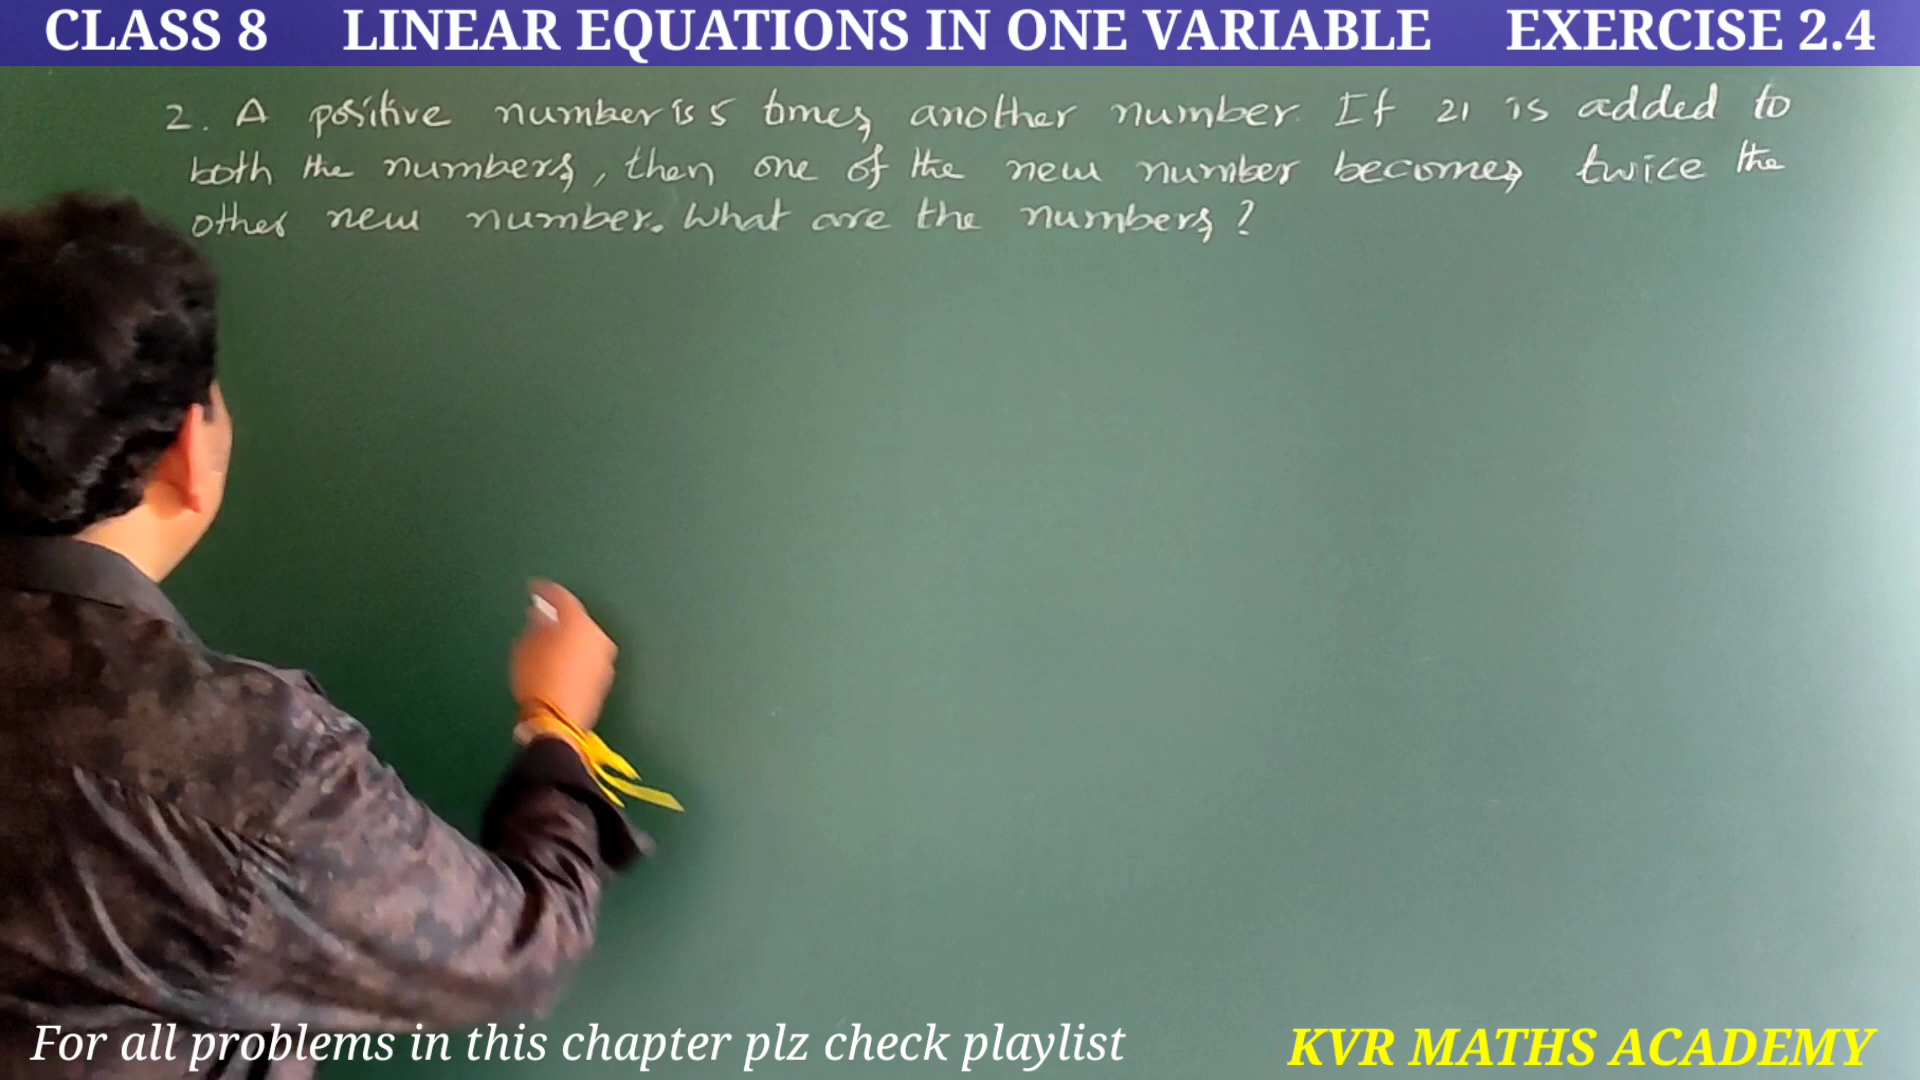 CLASS 8 LINEAR EQUATIONS IN ONE VARIABLE EXERCISE 2.4
2. A positive number is 5 times another number. If 21 is added to
both the numbers, then one of the new number becomes twice the
other new number. What are the numbers?
For all problems in this chapter plz check playlist
KVR MATHS ACADEMY